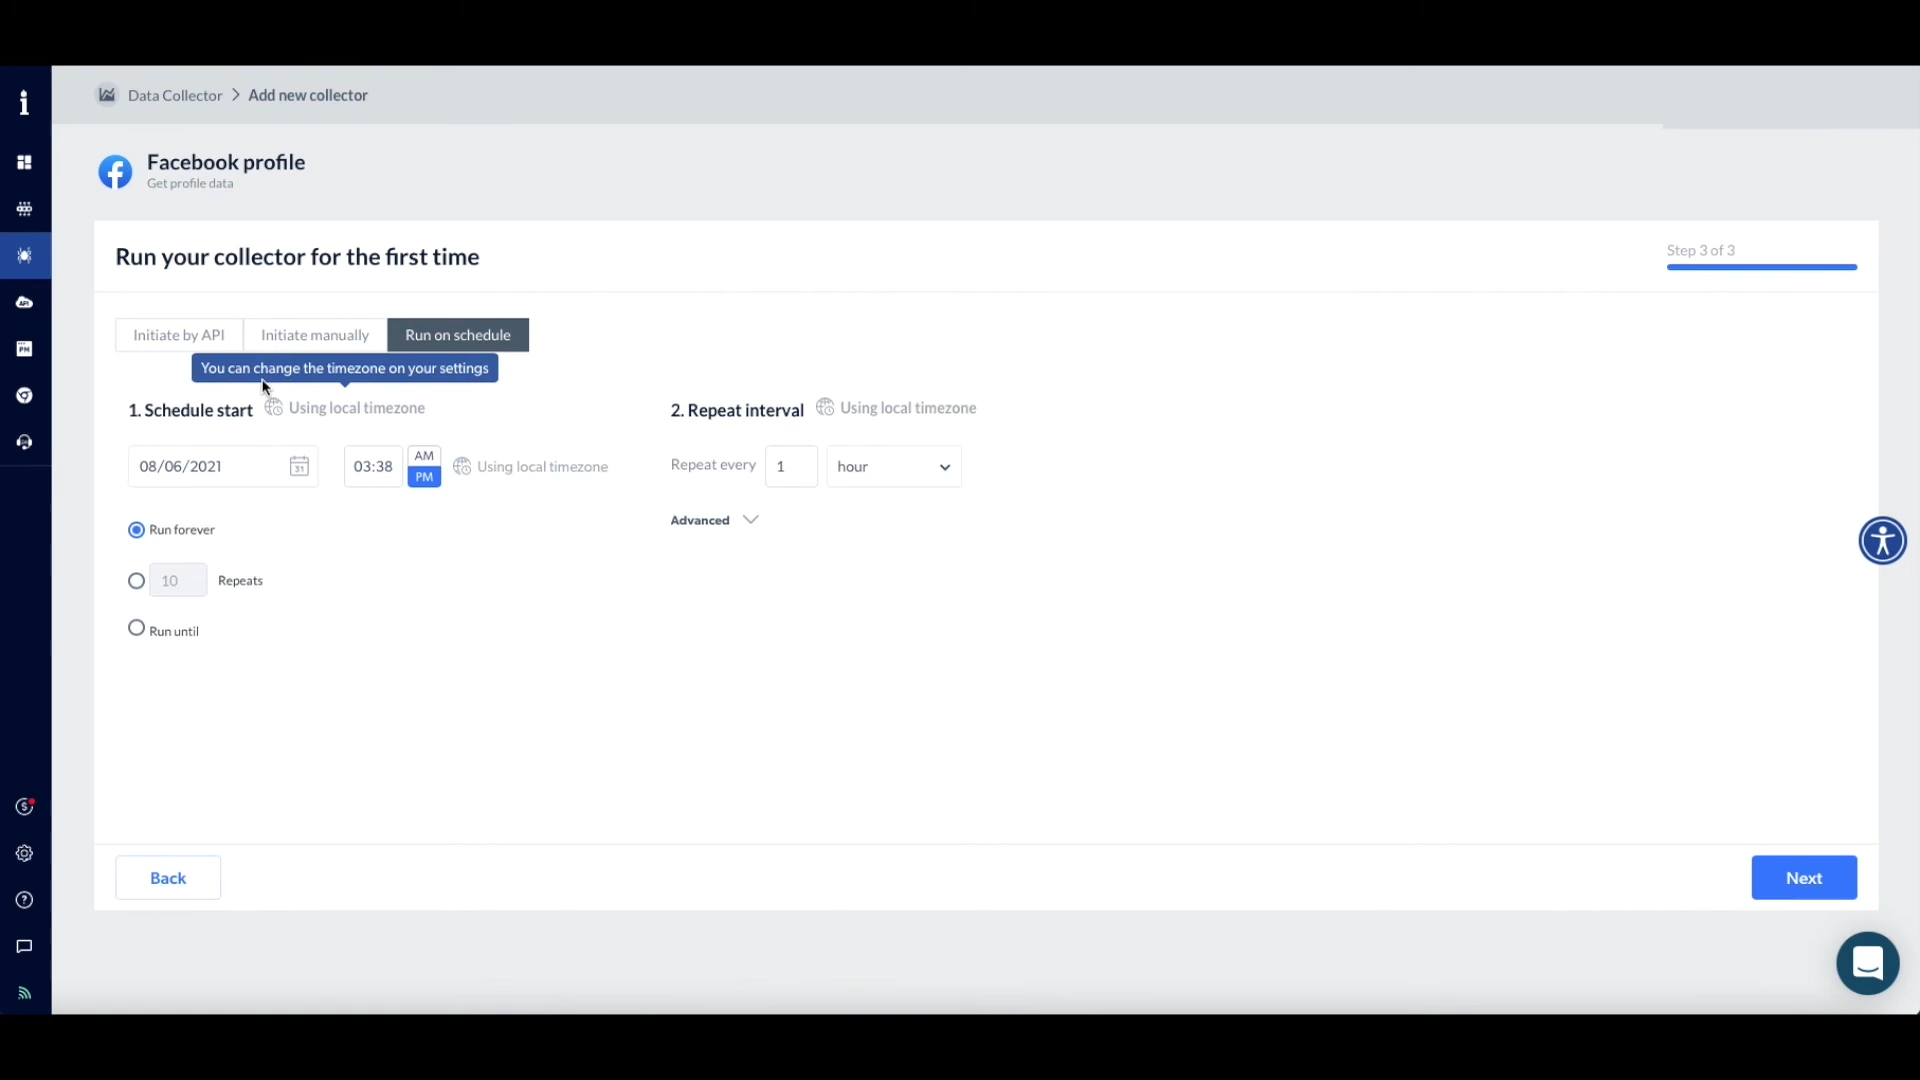 Data Collector > Add new collector
Facebook profile
Get profile data
Run your collector for the first time
Step 3 of 3
Initiate by API
Initiate manually
Run on schedule
You can change the timezone on your settings
1. Schedule start
Using local timezone
2. Repeat interval
Using local timezone
08/06/2021
31
03:38
AM
PM
Using local timezone
Repeat every
1
hour
Run forever
Advanced
10
Repeats
Run until
Back
Next
API
PM